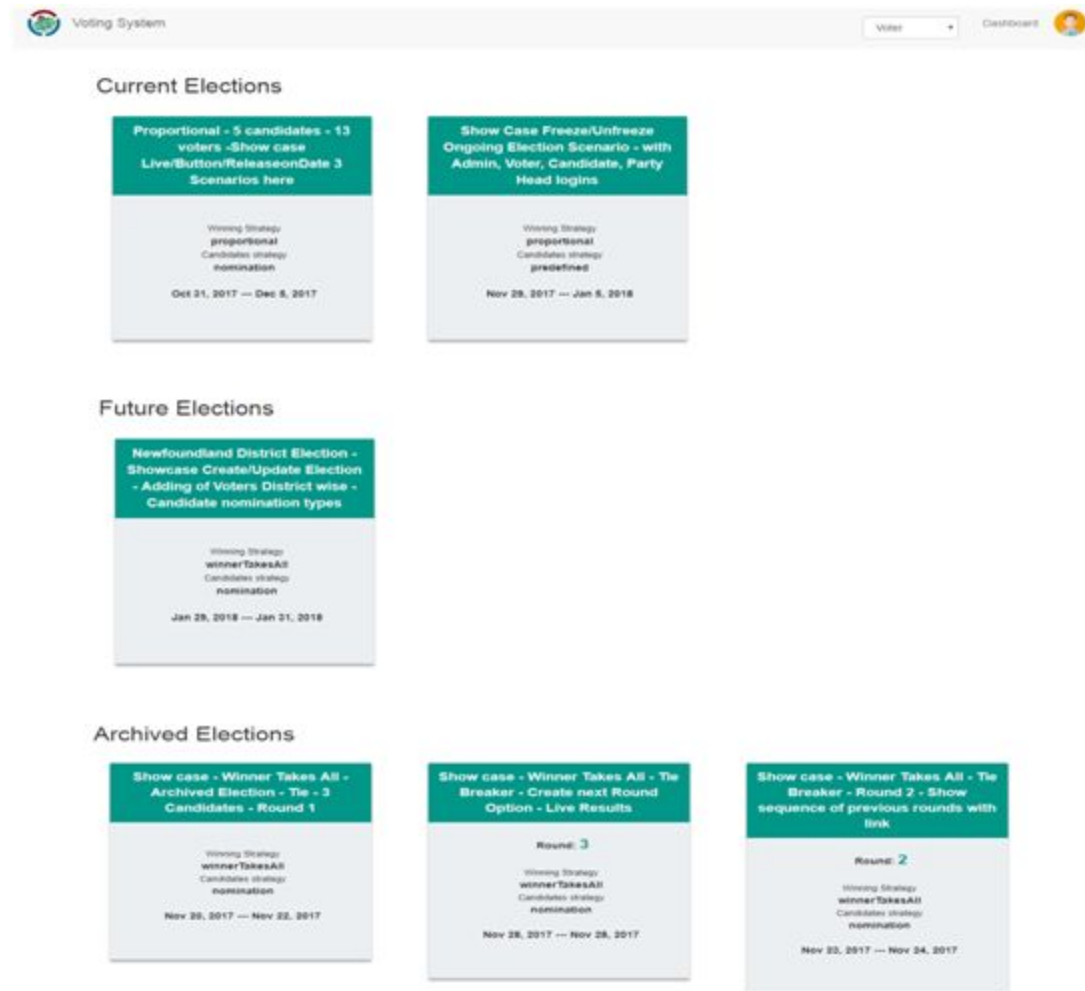 Voting System
Voter
Dashboard
Current Elections
Proportional - 5 candidates - 13
voters -Show case
Live/Button/ReleaseonDate 3
Scenarios here
Winning Strategy
proportional
Candidates strategy
nomination
Oct 31, 2017 — Dec 5, 2017
Show Case Freeze/Unfreeze
Ongoing Election Scenario - with
Admin, Voter, Candidate, Party
Head logins
Winning Strategy
proportional
Candidates strategy
predefined
Nov 29, 2017 — Jan 5, 2018
Future Elections
Newfoundland District Election -
Showcase Create/Update Election
- Adding of Voters District wise -
Candidate nomination types
Winning Strategy
winnerTakesAll
Candidates strategy
nomination
Jan 29, 2018 — Jan 31, 2018
Archived Elections
Show case - Winner Takes All -
Archived Election - Tie - 3
Candidates - Round 1
Winning Strategy
winnerTakesAll
Candidates strategy
nomination
Nov 20, 2017 — Nov 22, 2017
Show case - Winner Takes All - Tie
Breaker - Create next Round
Option - Live Results
Round: 3
Winning Strategy
winnerTakesAll
Candidates strategy
nomination
Nov 28, 2017 — Nov 28, 2017
Show case - Winner Takes All - Tie
Breaker - Round 2 - Show
sequence of previous rounds with
link
Round: 2
Winning Strategy
winnerTakesAll
Candidates strategy
nomination
Nov 23, 2017 — Nov 24, 2017